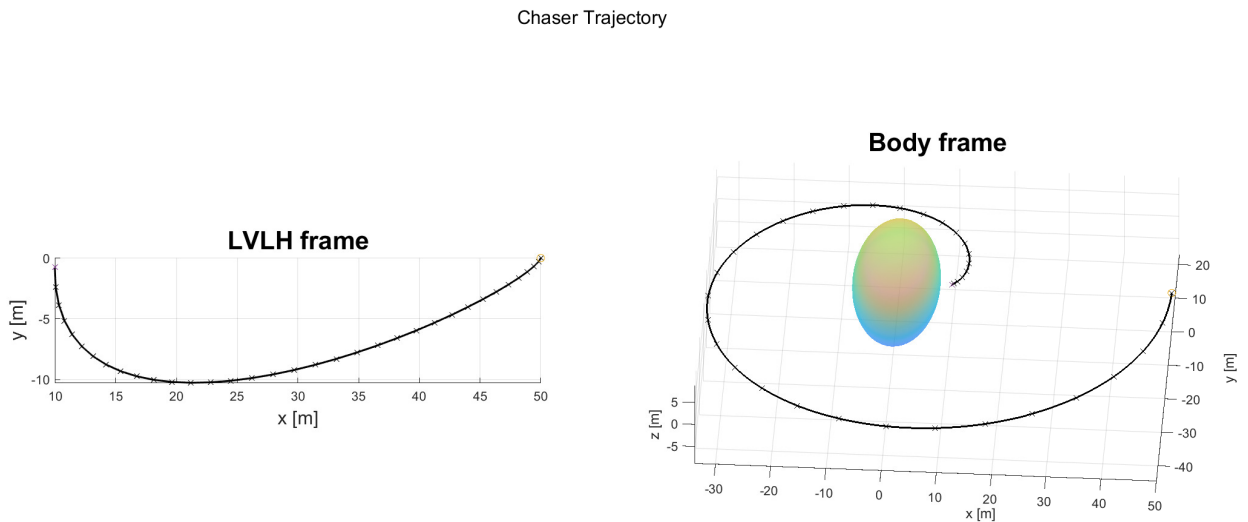 Chaser Trajectory
LVLH frame
0
-5
-10
y [m]
10 15 20 25 30 35 40 45 50
x [m]
Body frame
20
10
0
-10
-20
-30
-40
y [m]
5
0
-5
z [m]
-30 -20 -10 0 10 20 30 40 50
x [m]